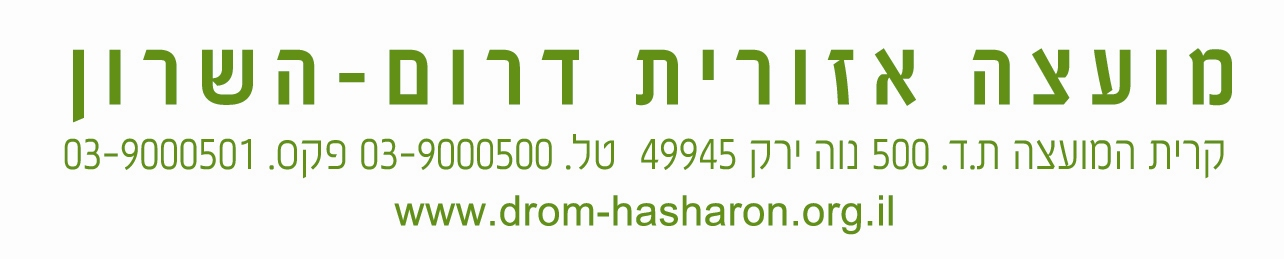 מועצה אזורית דרום-השרון
קרית המועצה ת.ד. 500 נוה ירק 49945 טל. 03-9000500 פקס. 03-9000501
www.drom-hasharon.org.il